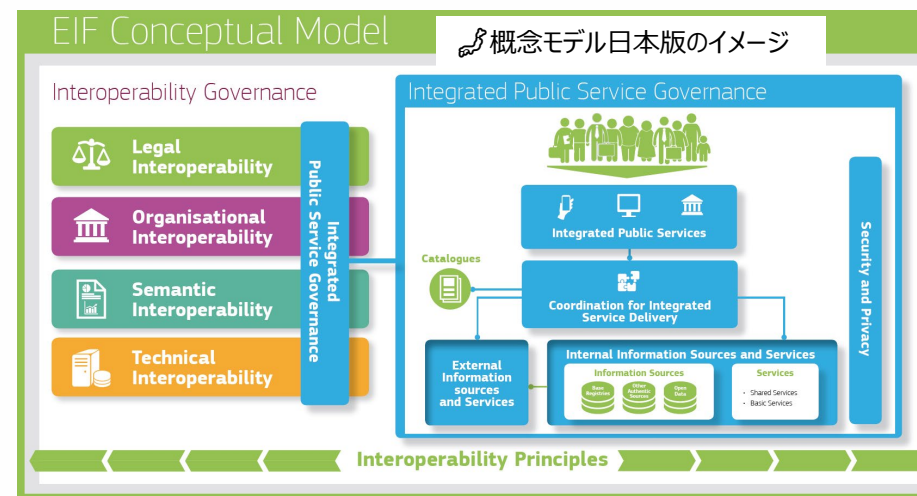 EIF Conceptual Model
概念モデル日本版のイメージ
Interoperability Governance
Legal
Interoperability
Organisational
Interoperability
Semantic
Interoperability
Technical
Interoperability
Integrated
Public Service Governance
Integrated Public Service Governance
Integrated Public Services
Catalogues
Coordination for Integrated
Service Delivery
External
Information
sources
and Services
Internal Information Sources and Services
Information Sources
Base
Registries
Other
Authentic
Sources
Open
Data
Services
• Shared Services
• Basic Services
Security and Privacy
Interoperability Principles